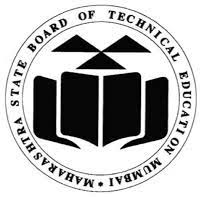 MAHARASHTRA STATE BOARD OF TECHNICAL EDUCATION MUMBAI *